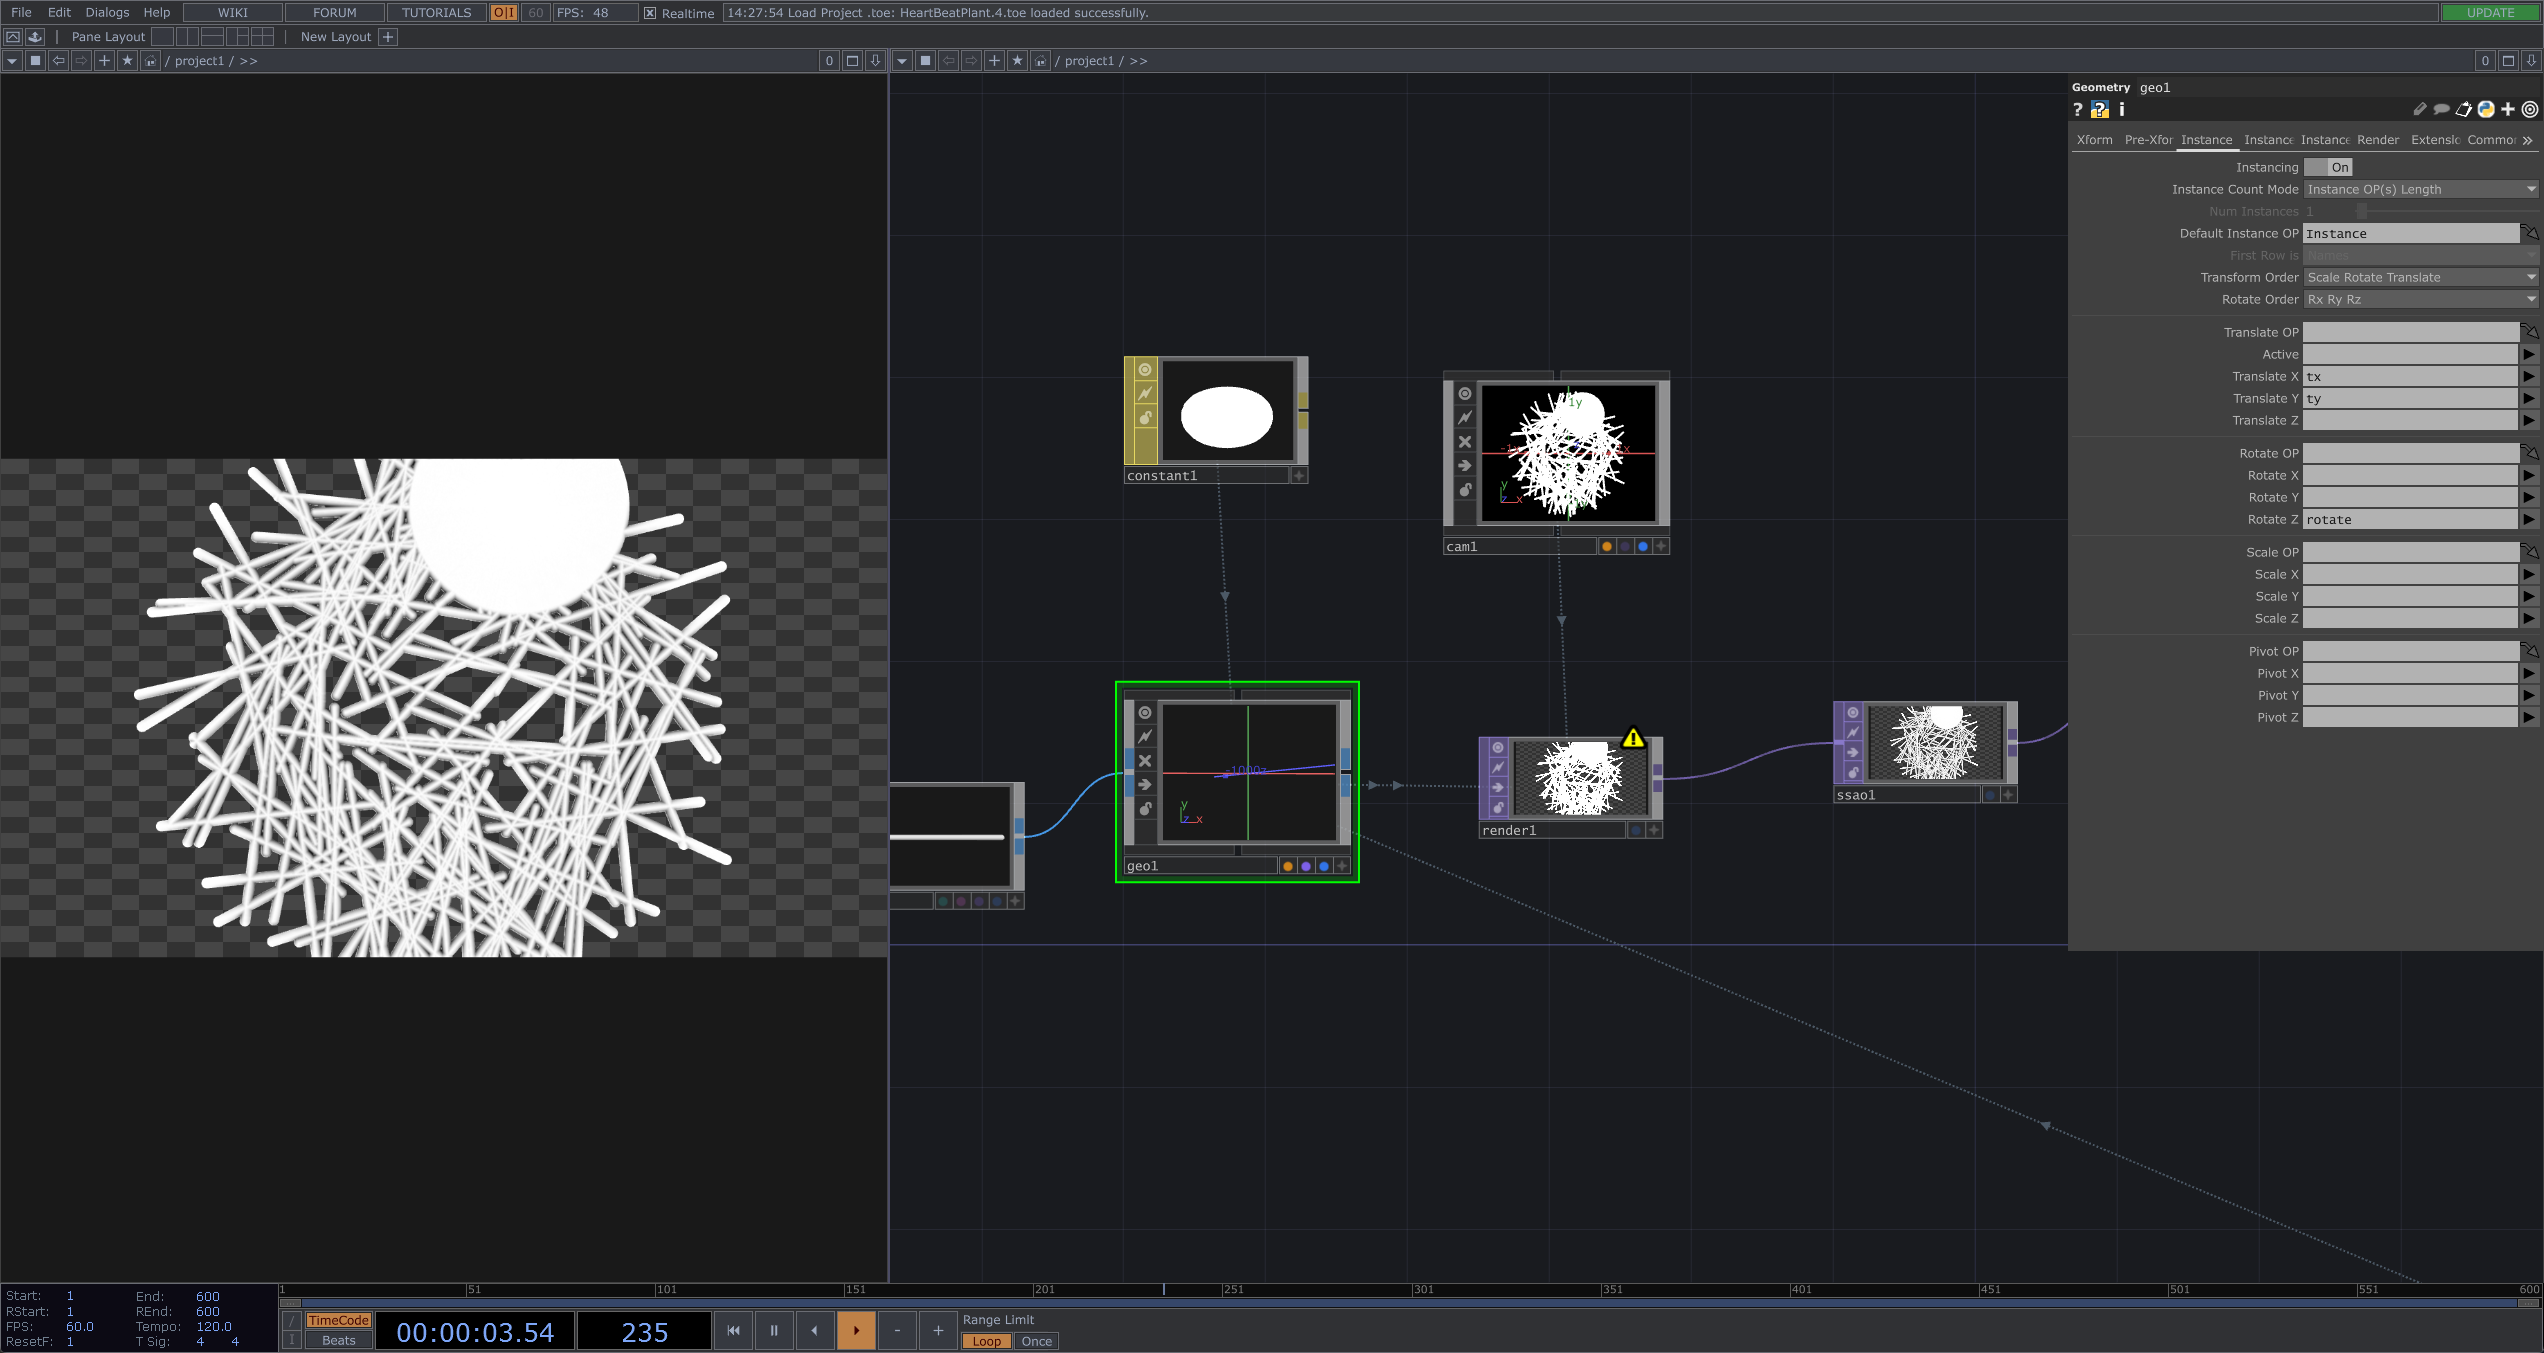 File Edit Dialogs Help WIKI FORUM TUTORIALS O|I 60 FPS: 48 Realtime 14:27:54 Load Project .toe: HeartBeatPlant.4.toe loaded successfully. UPDATE
Pane Layout New Layout +
/ project1 / >> 0
/ project1 / >> 0
Geometry geo1
? ? i
Xform Pre-Xfor Instance Instance Instance Render Extensio Common
Instancing On
Instance Count Mode Instance OP(s) Length
Num Instances 1
Default Instance OP Instance
First Row is Names
Transform Order Scale Rotate Translate
Rotate Order Rx Ry Rz
Translate OP
Active
Translate X tx
Translate Y ty
Translate Z
Rotate OP
Rotate X
Rotate Y
Rotate Z rotate
Scale OP
Scale X
Scale Y
Scale Z
Pivot OP
Pivot X
Pivot Y
Pivot Z
constant1
1y
y
z x
cam1
-1000z
y
z x
geo1
render1
ssao1
1 51 101 151 201 251 301 351 401 451 501 551 600
Start: 1 End: 600
RStart: 1 REnd: 600
FPS: 60.0 Tempo: 120.0
ResetF: 1 T Sig: 4 4
/ TimeCode
I Beats
00:00:03.54 235 - +
Range Limit
Loop Once